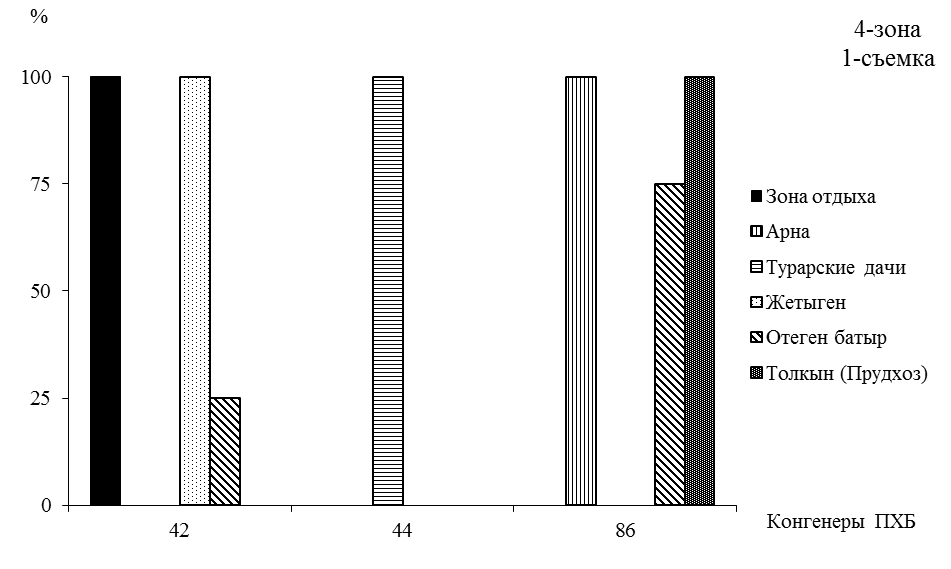 %
4-зона
1-съемка
100
75
50
25
0
42
44
86
Конгенеры ПХБ
Зона отдыха
Арна
Турарские дачи
Жетыген
Отеген батыр
Толкын (Прудхоз)